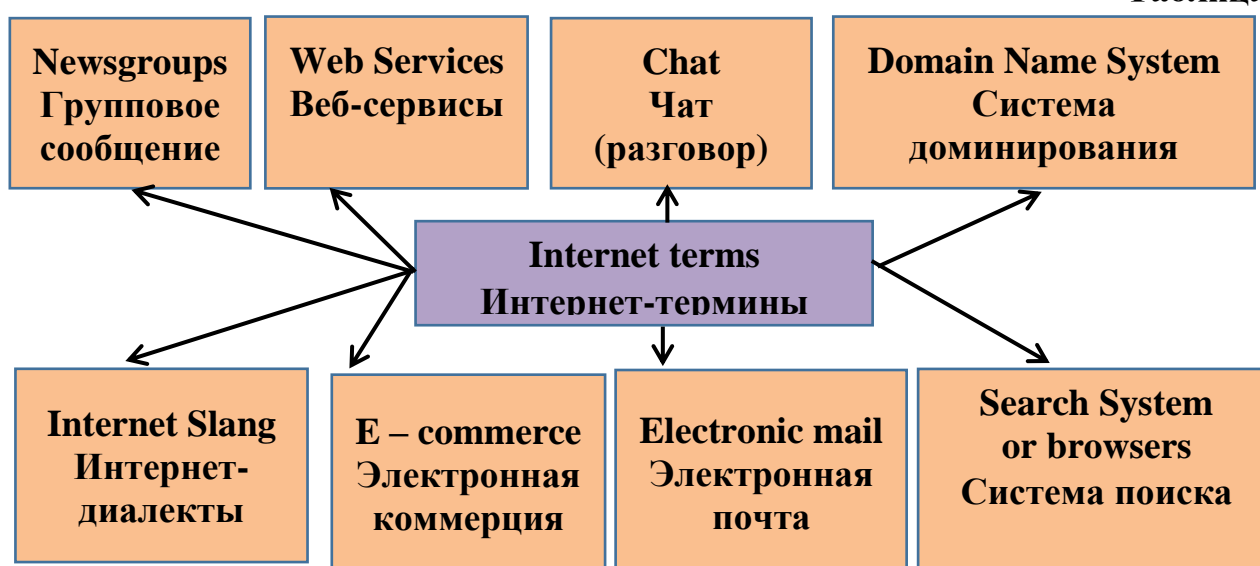 Newsgroups
Групповое
сообщение
Web Services
Веб-сервисы
Chat
Чат
(разговор)
Domain Name System
Система
доминирования
Internet terms
Интернет-термины
Internet Slang
Интернет-
диалекты
E – commerce
Электронная
коммерция
Electronic mail
Электронная
почта
Search System
or browsers
Система поиска